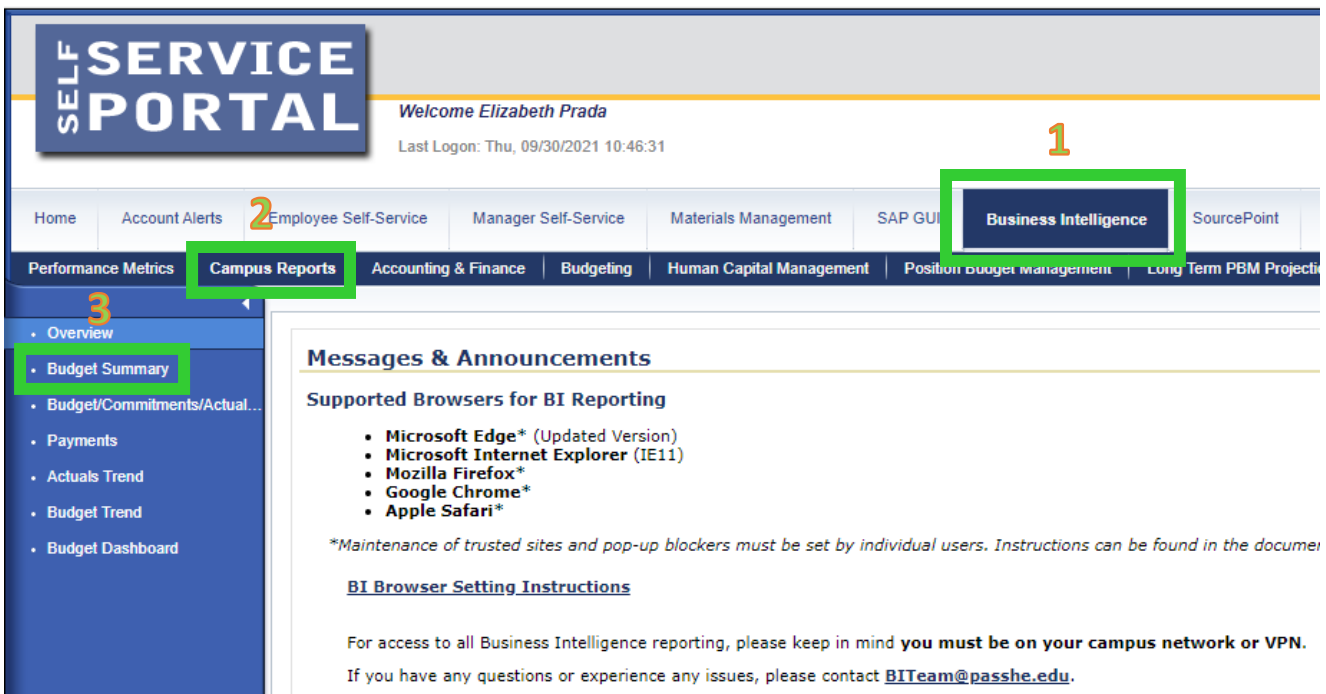 SELF
SERVICE
PORTAL
Welcome Elizabeth Prada
Last Logon: Thu, 09/30/2021 10:46:31
1
2
Home Account Alerts Employee Self-Service Manager Self-Service Materials Management SAP GUI Business Intelligence SourcePoint
Performance Metrics Campus Reports Accounting & Finance Budgeting Human Capital Management Position Budget Management Long Term PBM Projecti
3
• Overview
• Budget Summary
• Budget/Commitments/Actual...
• Payments
• Actuals Trend
• Budget Trend
• Budget Dashboard
Messages & Announcements
Supported Browsers for BI Reporting
• Microsoft Edge* (Updated Version)
• Microsoft Internet Explorer (IE11)
• Mozilla Firefox*
• Google Chrome*
• Apple Safari*
*Maintenance of trusted sites and pop-up blockers must be set by individual users. Instructions can be found in the docume
BI Browser Setting Instructions
For access to all Business Intelligence reporting, please keep in mind you must be on your campus network or VPN.
If you have any questions or experience any issues, please contact BITeam@passhe.edu.